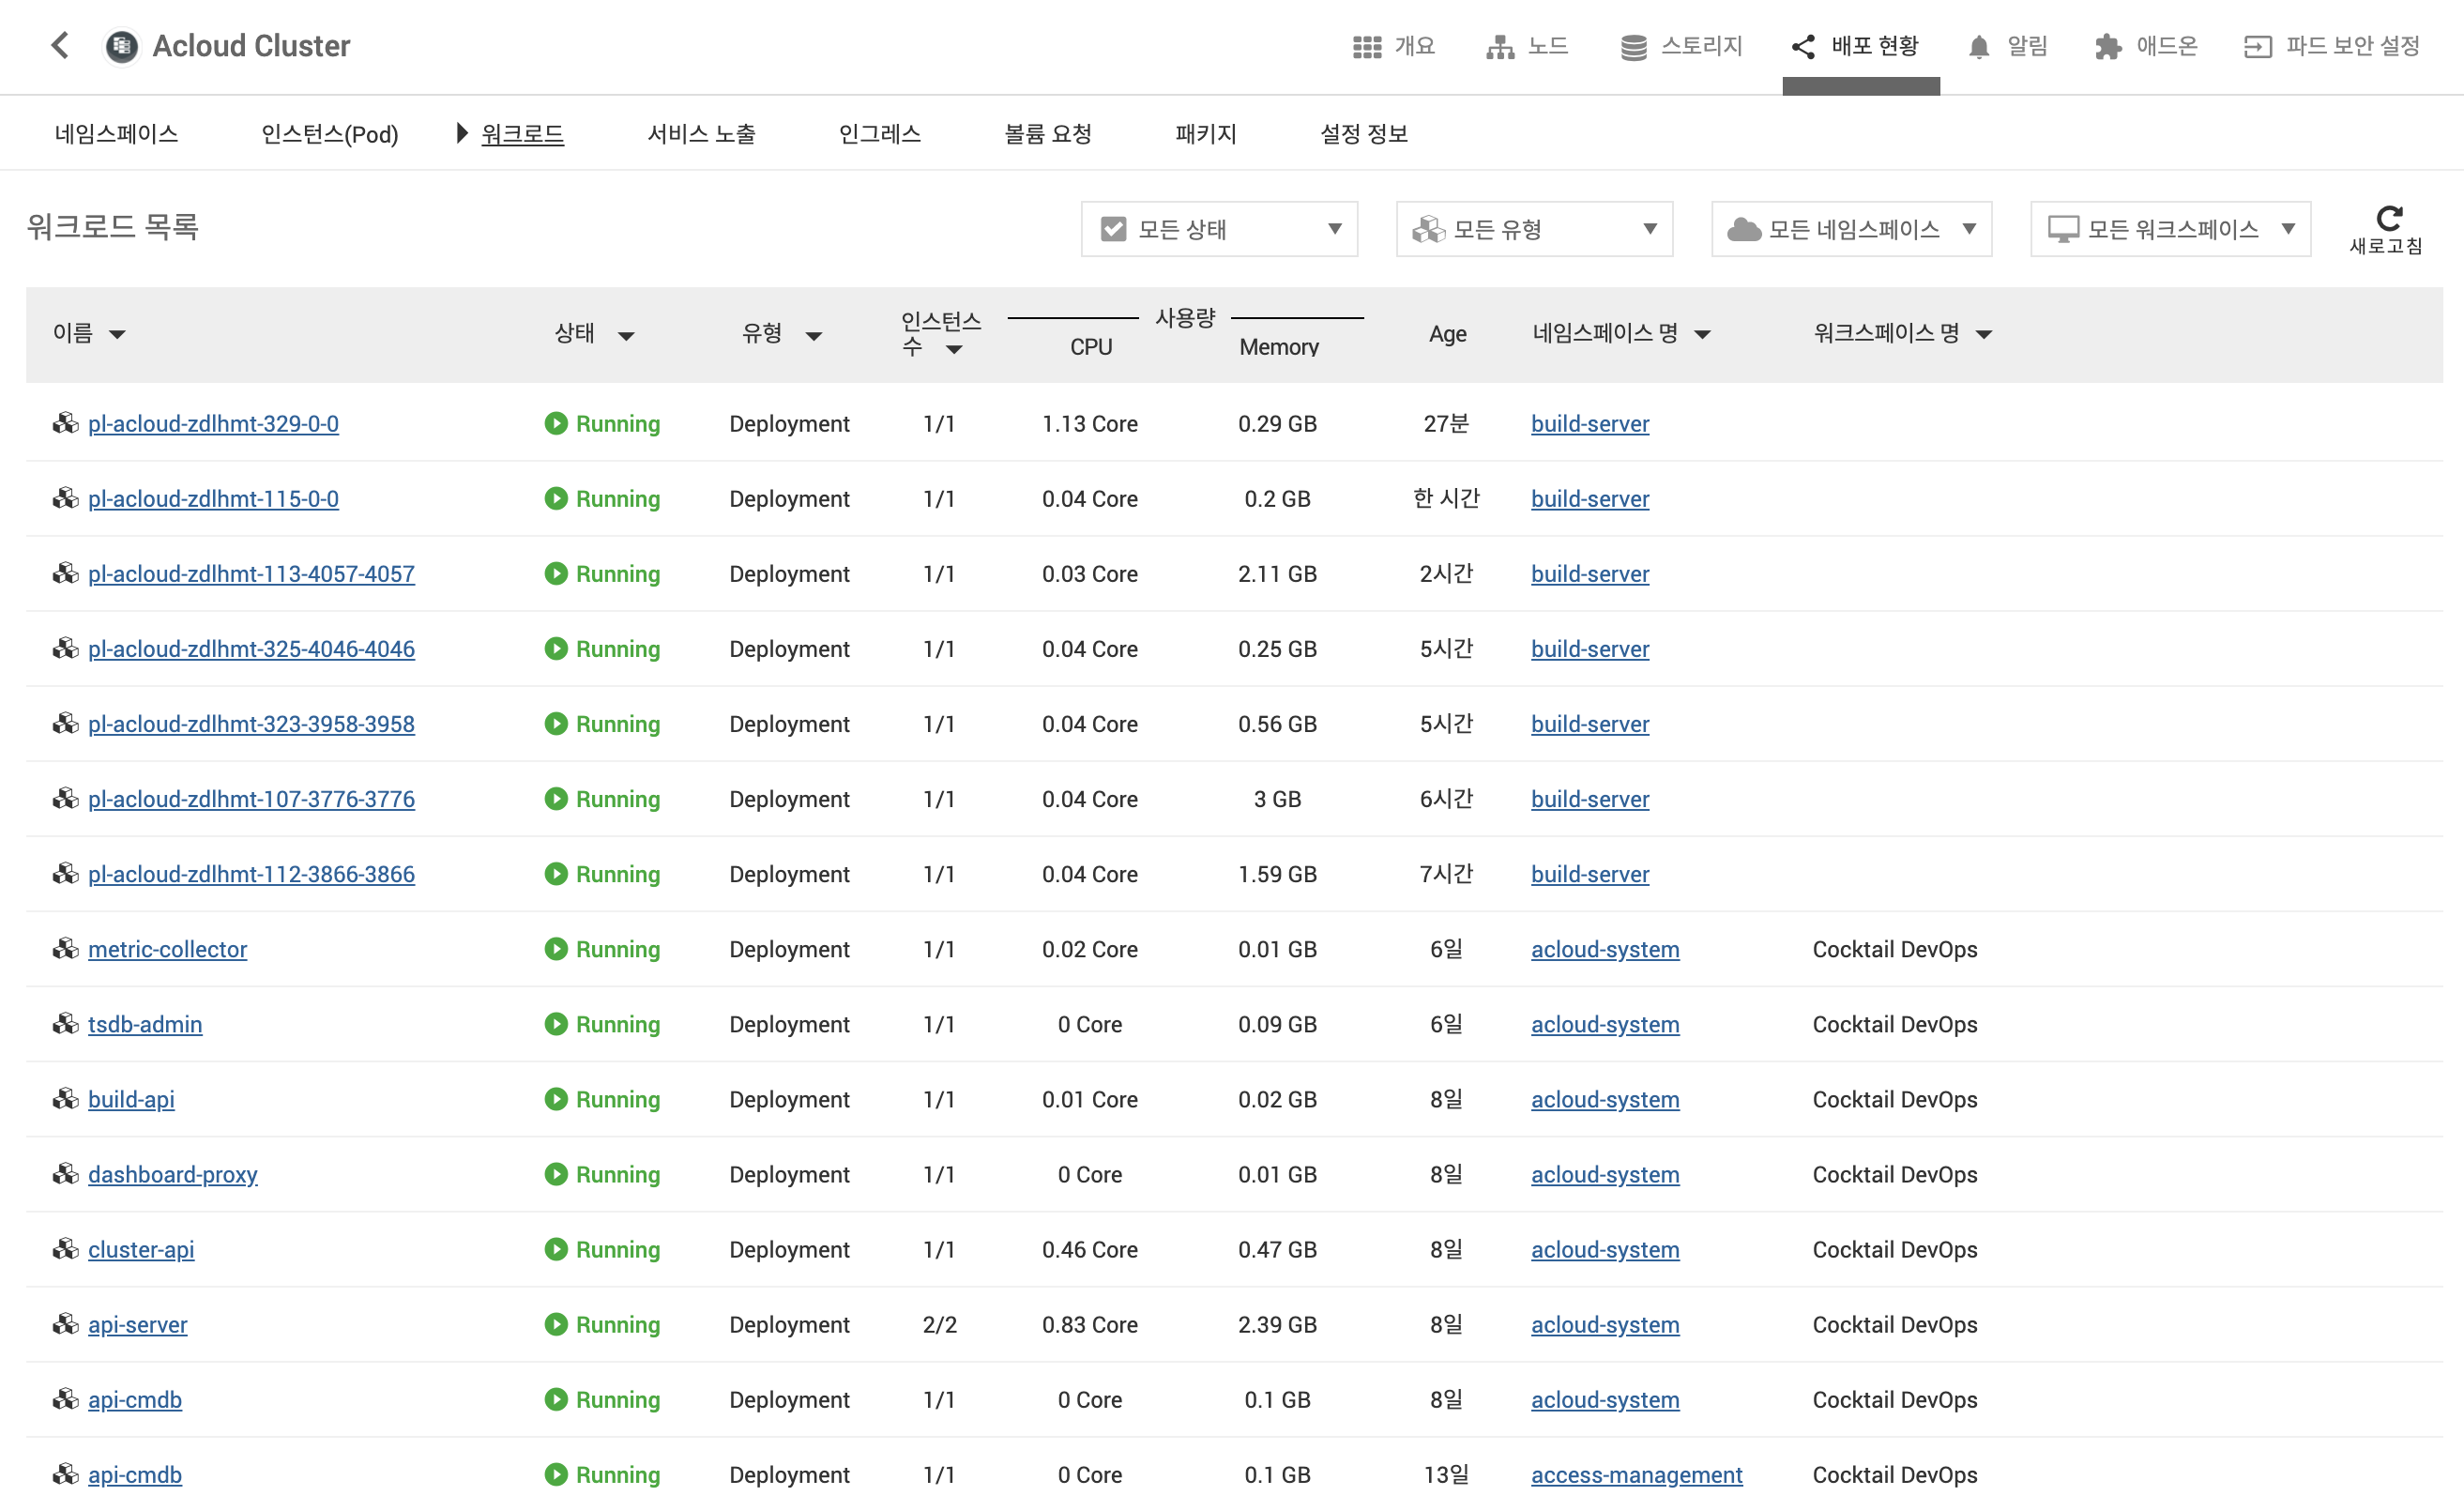 Acloud Cluster 개요 노드 스토리지 배포 현황 알림 애드온 파드 보안 설정
네임스페이스 인스턴스(Pod) 워크로드 서비스 노출 인그레스 볼륨 요청 패키지 설정 정보
워크로드 목록 모든 상태 모든 유형 모든 네임스페이스 모든 워크스페이스 새로고침
이름 상태 유형 인스턴스 수 사용량 CPU Memory Age 네임스페이스 명 워크스페이스 명
pl-acloud-zdlhmt-329-0-0 Running Deployment 1/1 1.13 Core 0.29 GB 27분 build-server
pl-acloud-zdlhmt-115-0-0 Running Deployment 1/1 0.04 Core 0.2 GB 한 시간 build-server
pl-acloud-zdlhmt-113-4057-4057 Running Deployment 1/1 0.03 Core 2.11 GB 2시간 build-server
pl-acloud-zdlhmt-325-4046-4046 Running Deployment 1/1 0.04 Core 0.25 GB 5시간 build-server
pl-acloud-zdlhmt-323-3958-3958 Running Deployment 1/1 0.04 Core 0.56 GB 5시간 build-server
pl-acloud-zdlhmt-107-3776-3776 Running Deployment 1/1 0.04 Core 3 GB 6시간 build-server
pl-acloud-zdlhmt-112-3866-3866 Running Deployment 1/1 0.04 Core 1.59 GB 7시간 build-server
metric-collector Running Deployment 1/1 0.02 Core 0.01 GB 6일 acloud-system Cocktail DevOps
tsdb-admin Running Deployment 1/1 0 Core 0.09 GB 6일 acloud-system Cocktail DevOps
build-api Running Deployment 1/1 0.01 Core 0.02 GB 8일 acloud-system Cocktail DevOps
dashboard-proxy Running Deployment 1/1 0 Core 0.01 GB 8일 acloud-system Cocktail DevOps
cluster-api Running Deployment 1/1 0.46 Core 0.47 GB 8일 acloud-system Cocktail DevOps
api-server Running Deployment 2/2 0.83 Core 2.39 GB 8일 acloud-system Cocktail DevOps
api-cmdb Running Deployment 1/1 0 Core 0.1 GB 8일 acloud-system Cocktail DevOps
api-cmdb Running Deployment 1/1 0 Core 0.1 GB 13일 access-management Cocktail DevOps